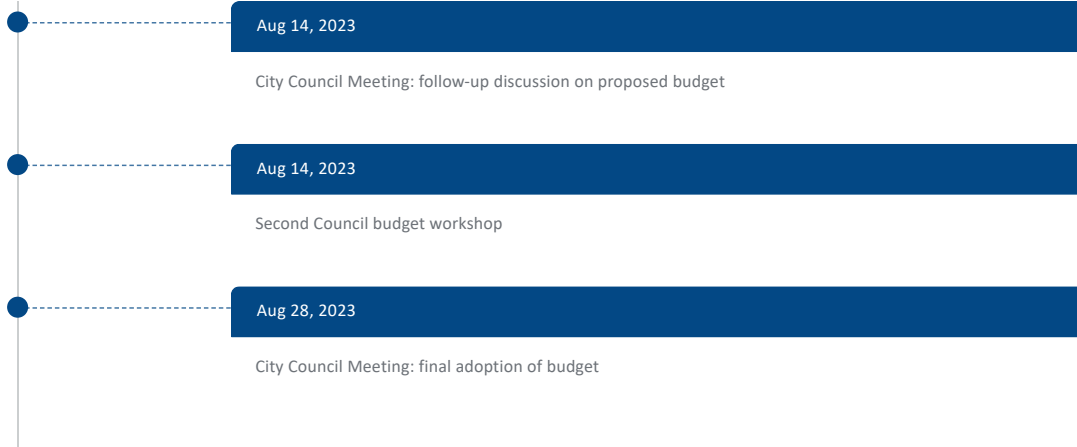 Aug 14, 2023
City Council Meeting: follow-up discussion on proposed budget
Aug 14, 2023
Second Council budget workshop
Aug 28, 2023
City Council Meeting: final adoption of budget